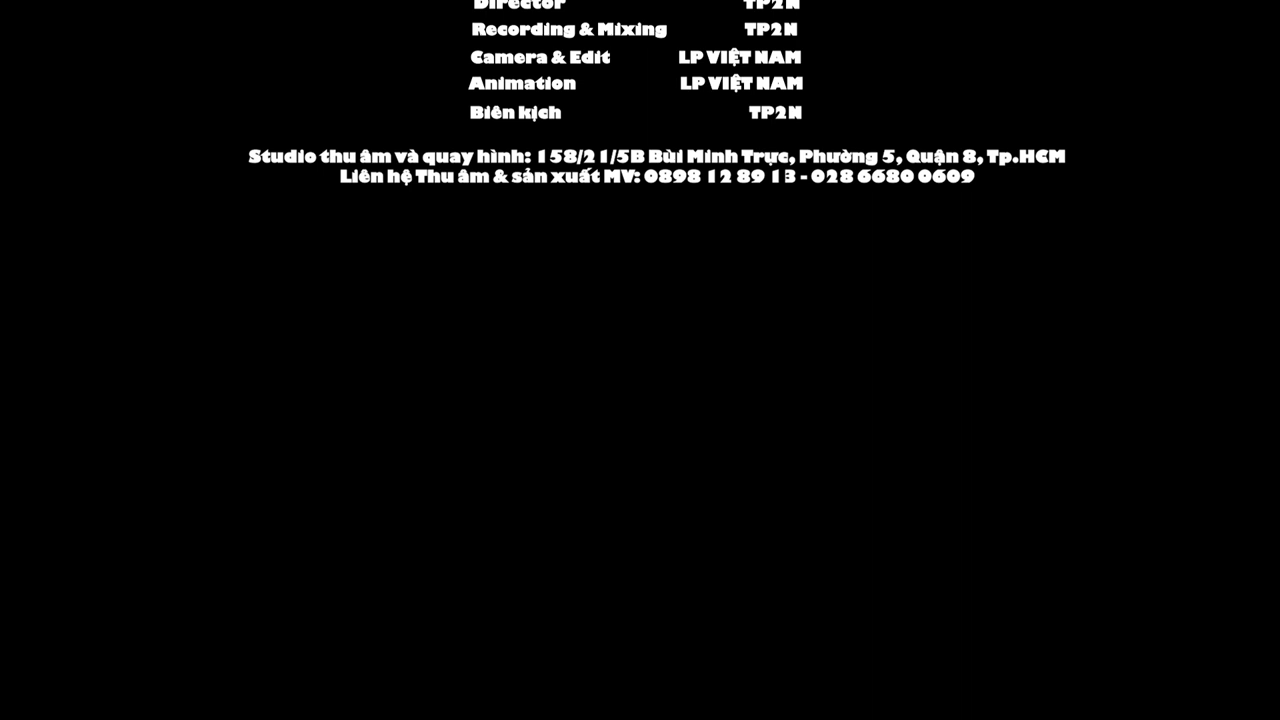 Director TP2N
Recording & Mixing TP2N
Camera & Edit LP VIỆT NAM
Animation LP VIỆT NAM
Biên kịch TP2N
Studio thu âm và quay hình: 158/21/5B Bùi Minh Trực, Phường 5, Quận 8, Tp.HCM
Liên hệ Thu âm & sản xuất MV: 0898 12 89 13 - 028 6680 0609